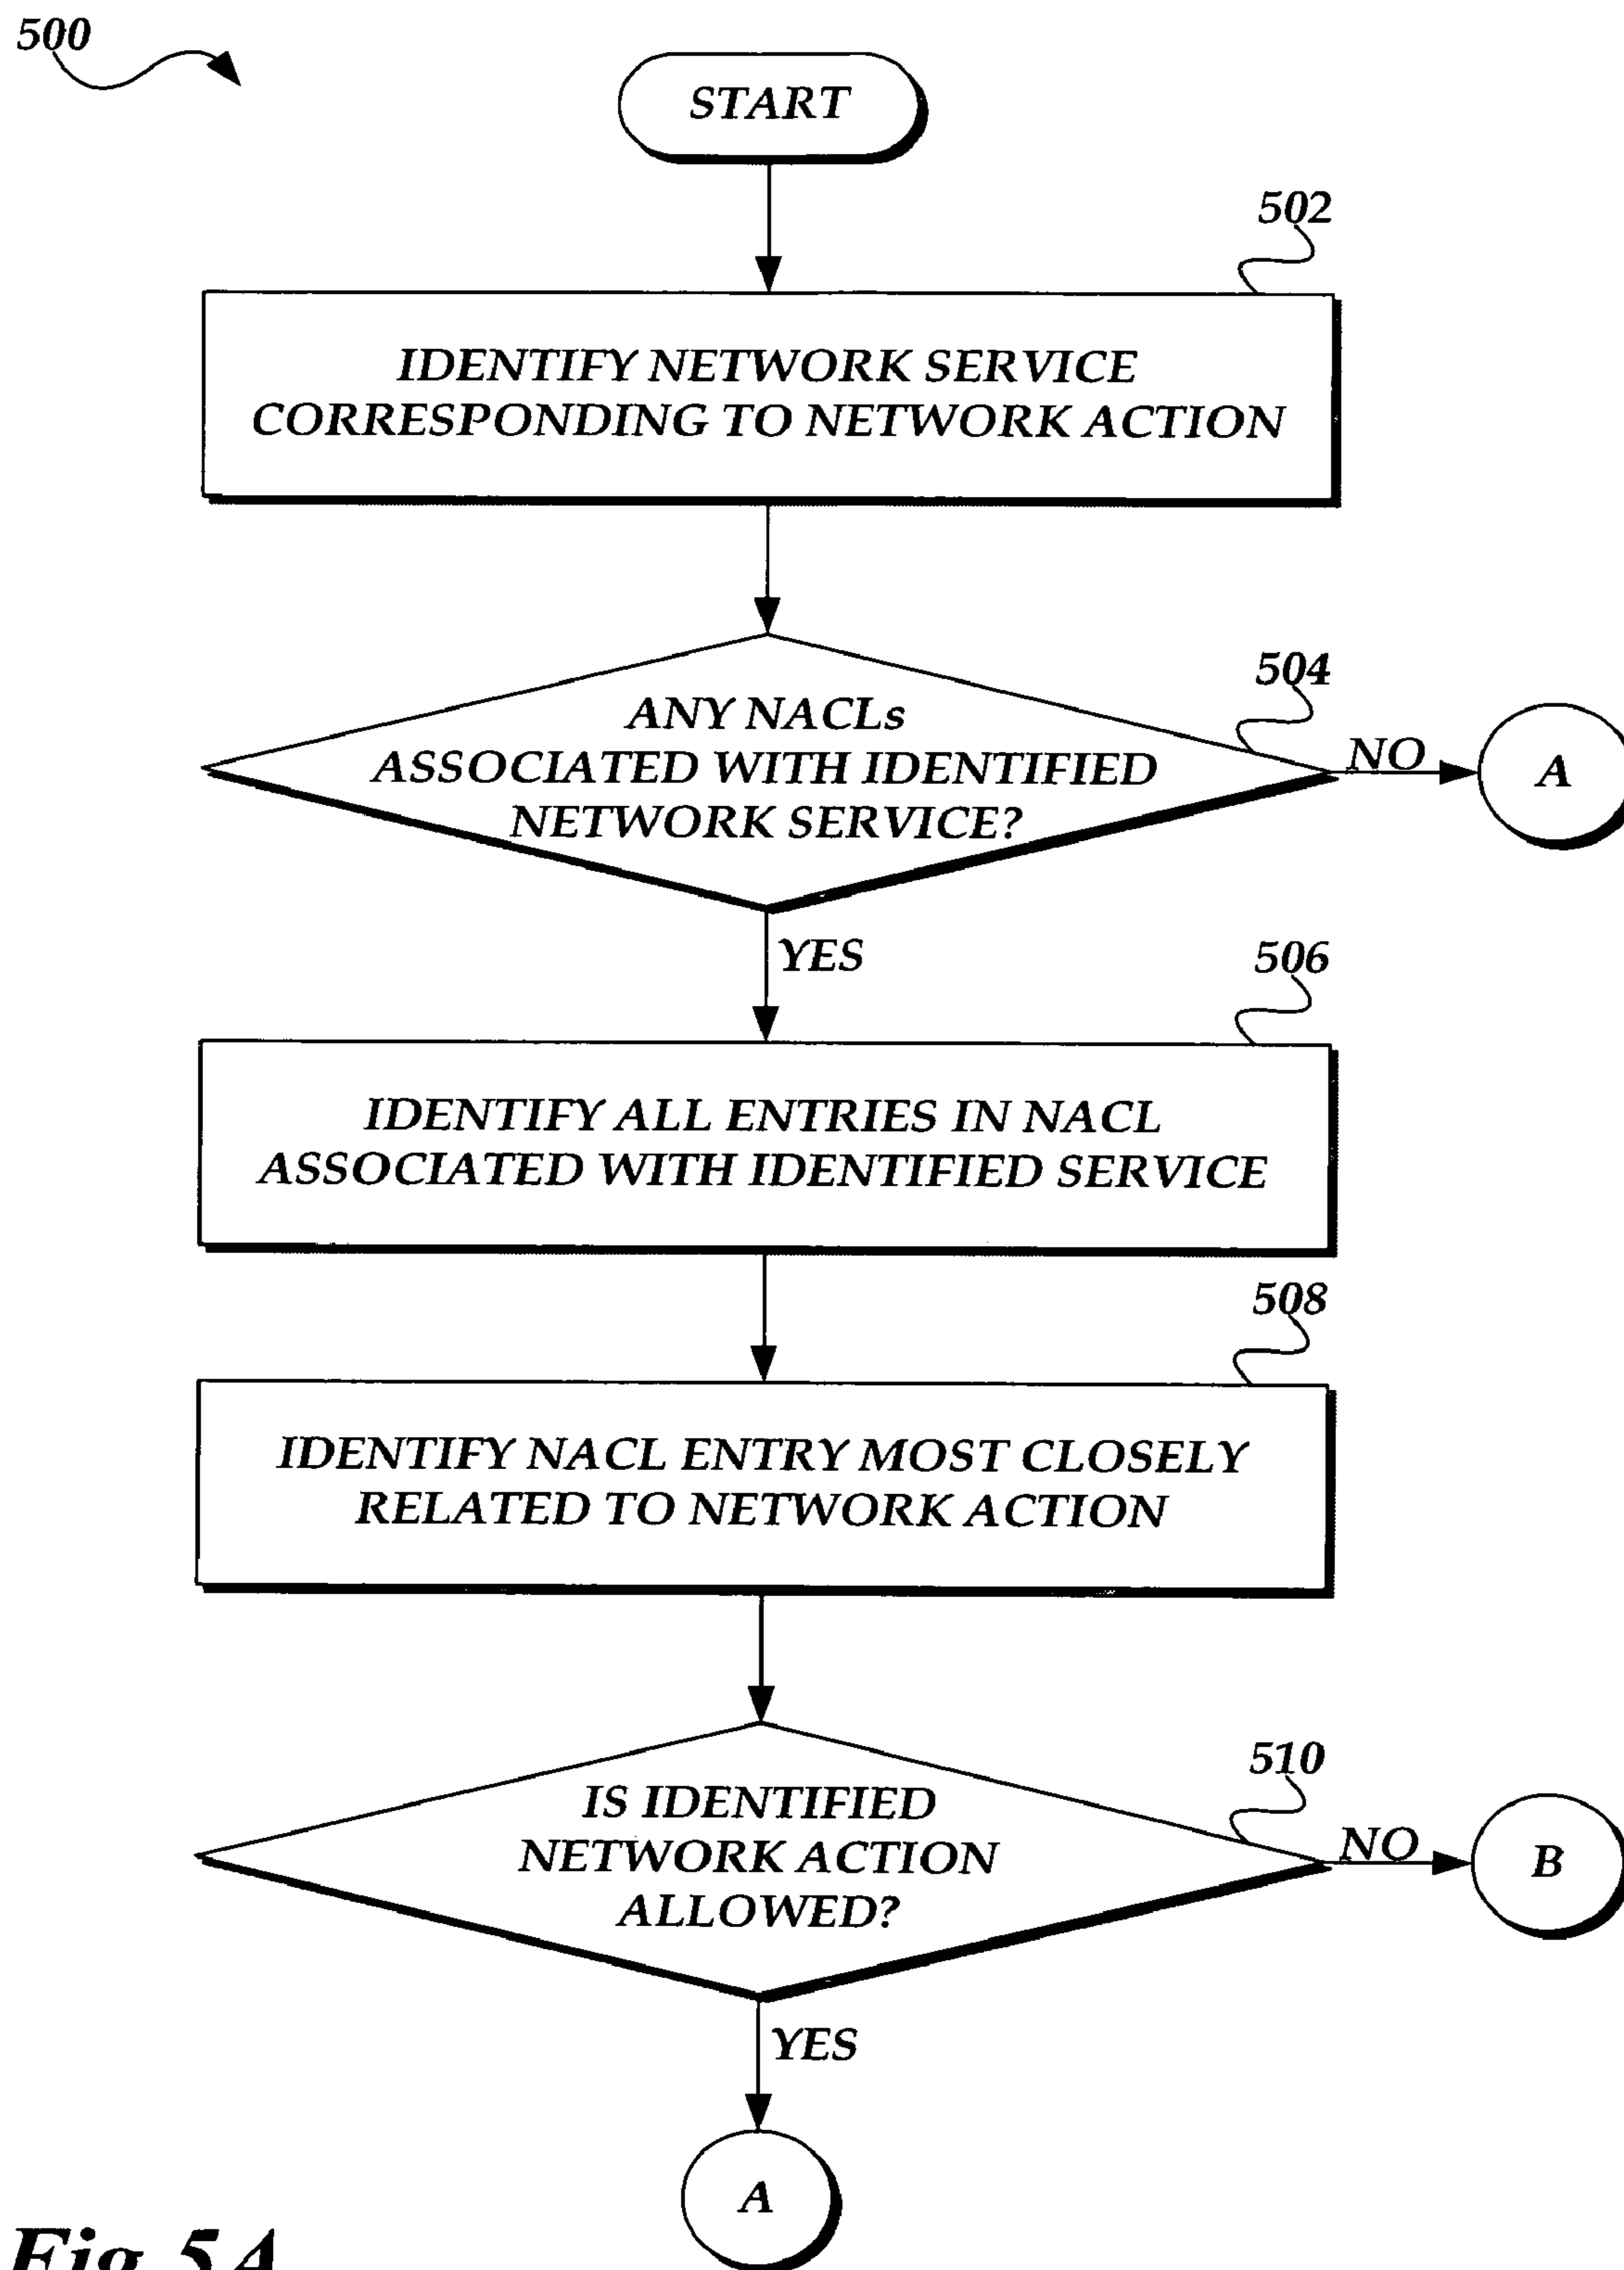 500
START
502
IDENTIFY NETWORK SERVICE
CORRESPONDING TO NETWORK ACTION
504
ANY NACLs
ASSOCIATED WITH IDENTIFIED
NETWORK SERVICE?
NO
A
YES
506
IDENTIFY ALL ENTRIES IN NACL
ASSOCIATED WITH IDENTIFIED SERVICE
508
IDENTIFY NACL ENTRY MOST CLOSELY
RELATED TO NETWORK ACTION
510
IS IDENTIFIED
NETWORK ACTION
ALLOWED?
NO
B
YES
A
Fig. 5A